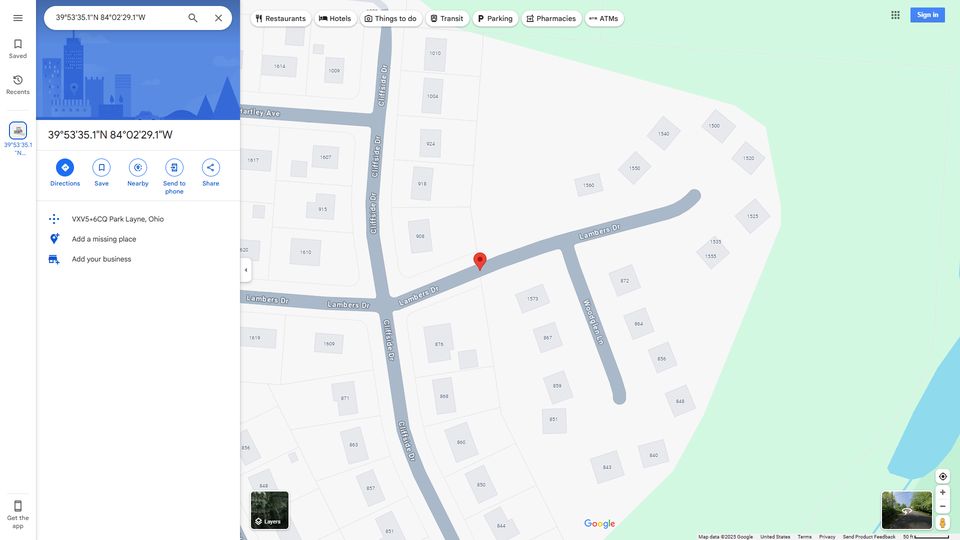 39°53'35.1"N 84°02'29.1"W
Restaurants
Hotels
Things to do
Transit
Parking
Pharmacies
ATMs
Sign in
Saved
Recents
39°53'35.1
"N...
Get the
app
39°53'35.1"N 84°02'29.1"W
Directions
Save
Nearby
Send to
phone
Share
VXV5+6CQ Park Layne, Ohio
Add a missing place
Add your business
1614
1009
1010
1004
Cliffside Dr
Hartley Ave
924
1617
1607
Cliffside Dr
918
915
Cliffside Dr
908
1620
1610
1540
1500
1550
1520
1560
1525
Lambers Dr
1535
1555
Lambers Dr
Lambers Dr
Lambers Dr
872
1573
Woodglen Ln
864
867
Cliffside Dr
876
1619
1609
856
859
868
871
848
851
Cliffside Dr
860
863
856
840
843
850
857
848
844
851
Layers
Google
Map data ©2025 Google
United States
Terms
Privacy
Send Product Feedback
50 ft